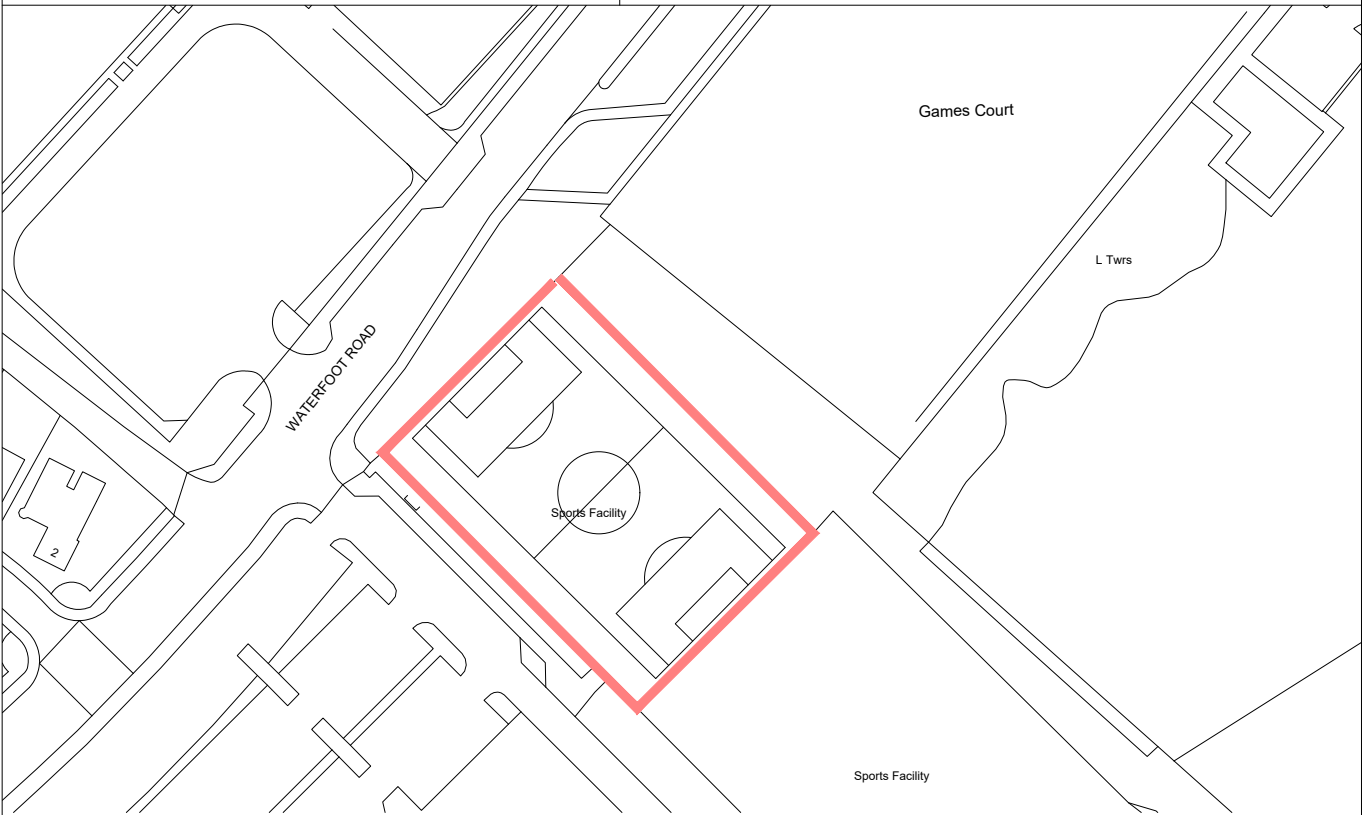 Games Court
L Twrs
WATERFOOT ROAD
Sports Facility
2
Sports Facility